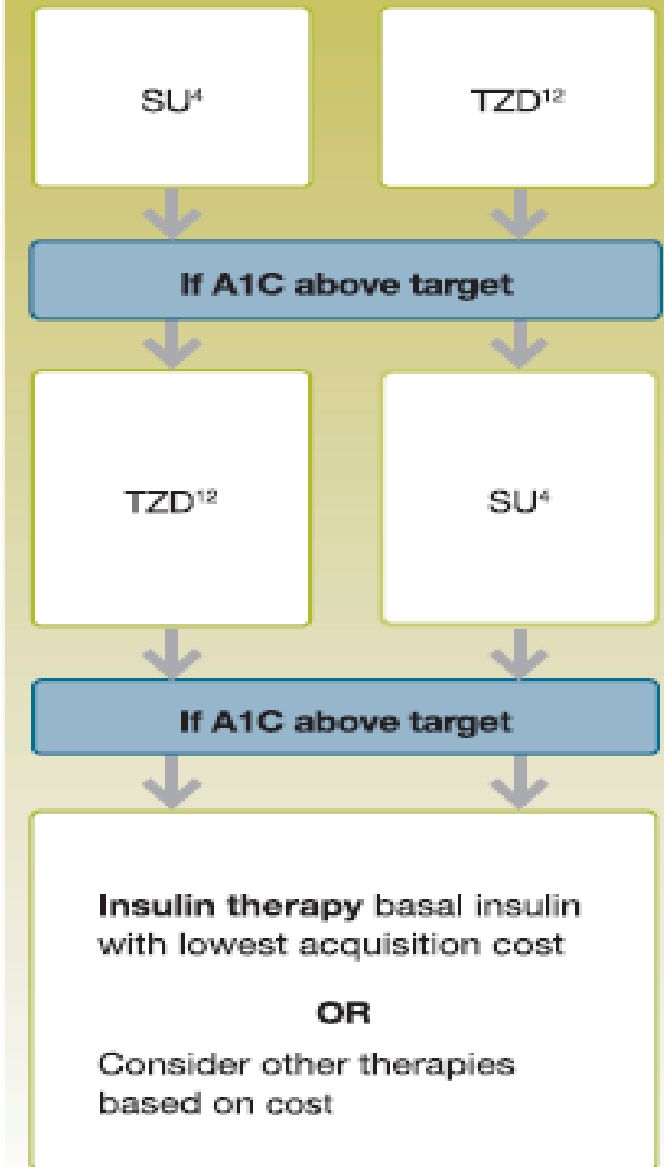 SU⁴
TZD¹²
If A1C above target
TZD¹²
SU⁴
If A1C above target
Insulin therapy basal insulin
with lowest acquisition cost
OR
Consider other therapies
based on cost